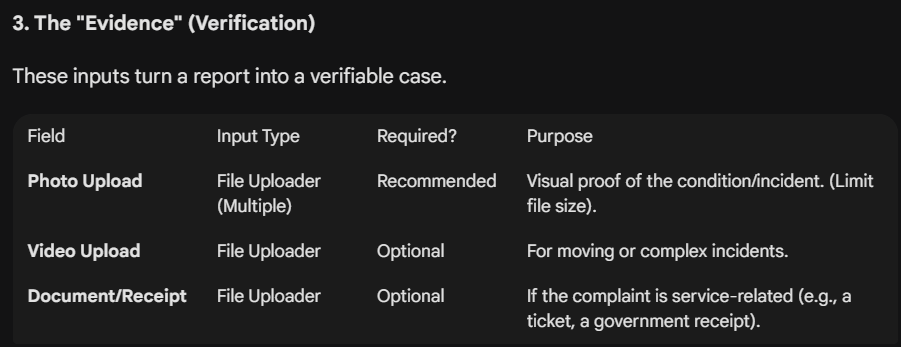 3. The "Evidence" (Verification)
These inputs turn a report into a verifiable case.
Field Input Type Required? Purpose
Photo Upload File Uploader Recommended Visual proof of the condition/incident. (Limit
(Multiple) file size).
Video Upload File Uploader Optional For moving or complex incidents.
Document/Receipt File Uploader Optional If the complaint is service-related (e.g., a
ticket, a government receipt).